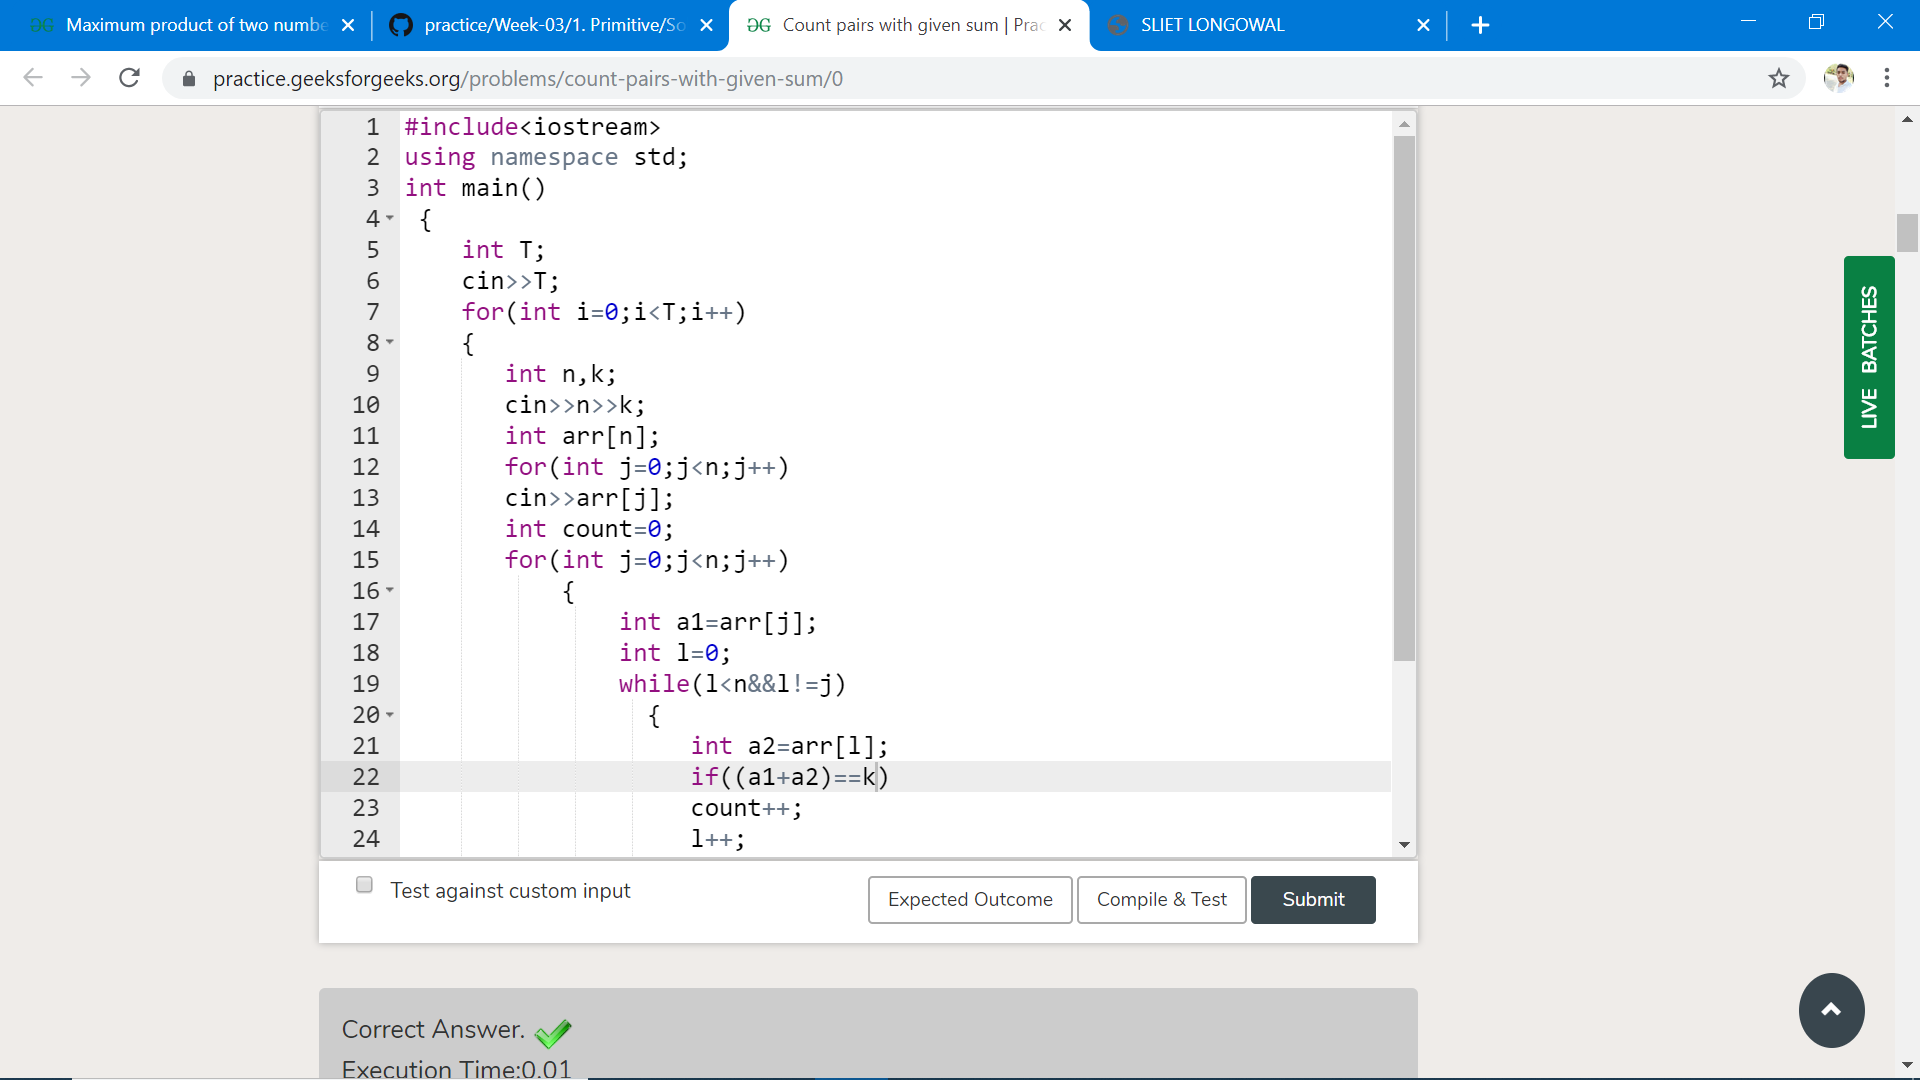 Maximum product of two numbe
practice/Week-03/1. Primitive/So
Count pairs with given sum | Prac
SLIET LONGOWAL
practice.geeksforgeeks.org/problems/count-pairs-with-given-sum/0
1 #include<iostream>
2 using namespace std;
3 int main()
4 {
5 int T;
6 cin>>T;
7 for(int i=0;i<T;i++)
8 {
9 int n,k;
10 cin>>n>>k;
11 int arr[n];
12 for(int j=0;j<n;j++)
13 cin>>arr[j];
14 int count=0;
15 for(int j=0;j<n;j++)
16 {
17 int a1=arr[j];
18 int l=0;
19 while(l<n&&l!=j)
20 {
21 int a2=arr[l];
22 if((a1+a2)==k)
23 count++;
24 l++;
LIVE BATCHES
Test against custom input
Expected Outcome
Compile & Test
Submit
Correct Answer.
Execution Time:0.01